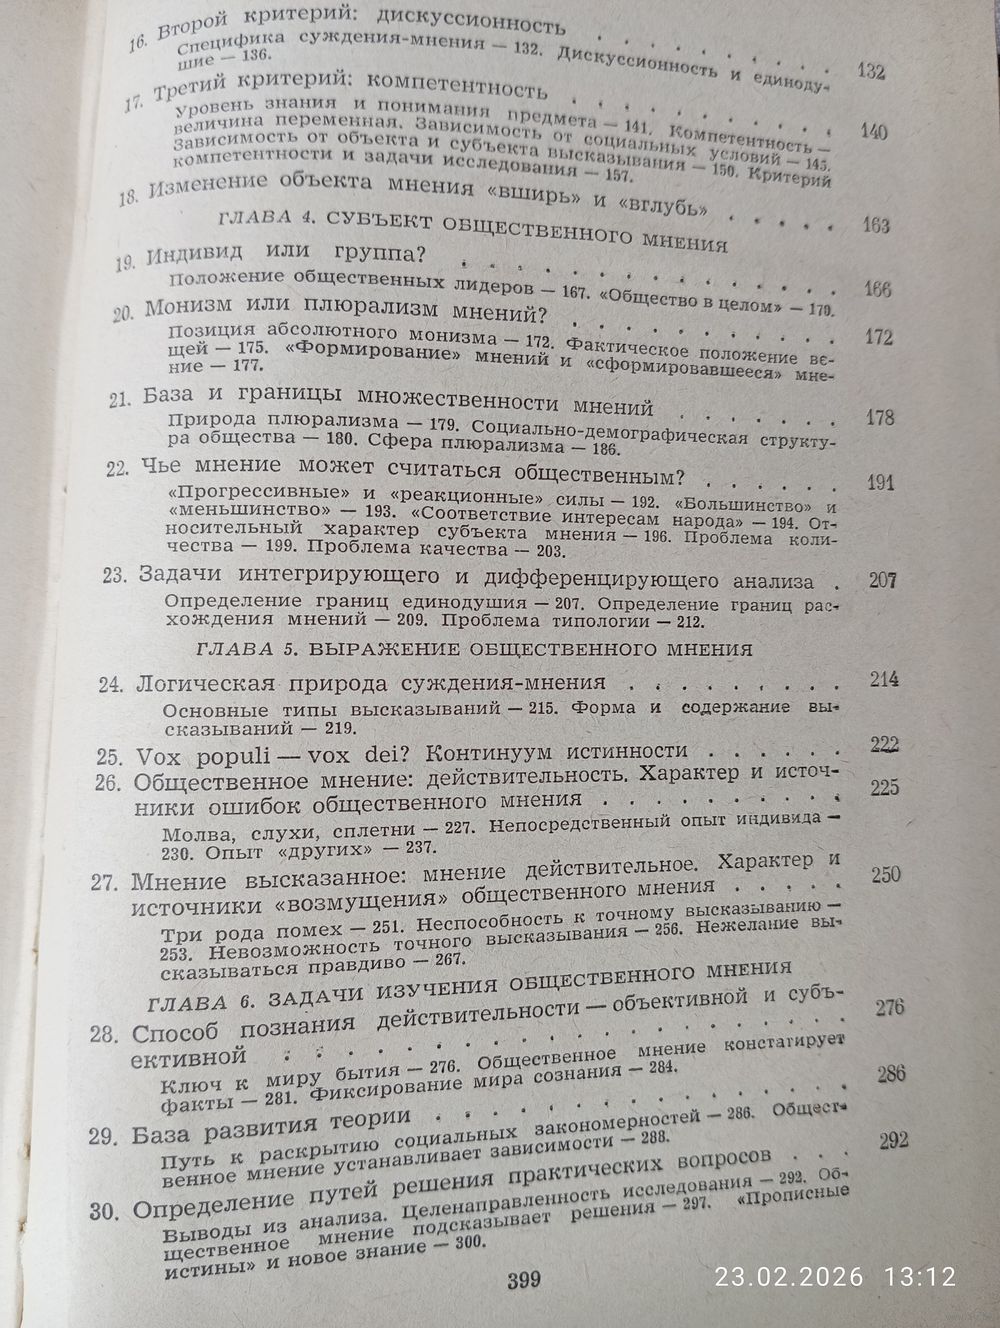 16. Второй критерий: дискуссионность . . . . . . . 132
Специфика суждения-мнения — 132. Дискуссионность и единоду-
шие — 136.
17. Третий критерий: компетентность . . . . . . . . 140
Уровень знания и понимания предмета — 141. Компетентность —
величина переменная. Зависимость от социальных условий — 145.
Зависимость от объекта и субъекта высказывания — 150. Критерий
компетентности и задачи исследования — 157.
18. Изменение объекта мнения «вширь» и «вглубь» . . . . . 163
ГЛАВА 4. СУБЪЕКТ ОБЩЕСТВЕННОГО МНЕНИЯ
19. Индивид или группа? . . . . . . . . . . . 166
Положение общественных лидеров — 167. «Общество в целом» — 170.
20. Монизм или плюрализм мнений? . . . . . . . . 172
Позиция абсолютного монизма — 172. Фактическое положение ве-
щей — 175. «Формирование» мнений и «сформировавшееся» мне-
ние — 177.
21. База и границы множественности мнений . . . . . . 178
Природа плюрализма — 179. Социально-демографическая структу-
ра общества — 180. Сфера плюрализма — 186.
22. Чье мнение может считаться общественным? . . . . . 191
«Прогрессивные» и «реакционные» силы — 192. «Большинство» и
«меньшинство» — 193. «Соответствие интересам народа» — 194. От-
носительный характер субъекта мнения — 196. Проблема коли-
чества — 199. Проблема качества — 203.
23. Задачи интегрирующего и дифференцирующего анализа . 207
Определение границ единодушия — 207. Определение границ рас-
хождения мнений — 209. Проблема типологии — 212.
ГЛАВА 5. ВЫРАЖЕНИЕ ОБЩЕСТВЕННОГО МНЕНИЯ
24. Логическая природа суждения-мнения . . . . . . . . 214
Основные типы высказываний — 215. Форма и содержание вы-
сказываний — 219.
25. Vox populi — vox dei? Континуум истинности . . . . . 222
26. Общественное мнение: действительность. Характер и источ-
ники ошибок общественного мнения . . . . . . . . . 225
Молва, слухи, сплетни — 227. Непосредственный опыт индивида —
230. Опыт «других» — 237.
27. Мнение высказанное: мнение действительное. Характер и
источники «возмущения» общественного мнения . . . . . 250
Три рода помех — 251. Неспособность к точному высказыванию —
253. Невозможность точного высказывания — 256. Нежелание вы-
сказываться правдиво — 267.
ГЛАВА 6. ЗАДАЧИ ИЗУЧЕНИЯ ОБЩЕСТВЕННОГО МНЕНИЯ
28. Способ познания действительности — объективной и субъ-
ективной . . . . . . . . . . . . . . . . . 276
Ключ к миру бытия — 276. Общественное мнение констатирует
факты — 281. Фиксирование мира сознания — 284.
29. База развития теории . . . . . . . . . . . . 286
Путь к раскрытию социальных закономерностей — 286. Общест-
венное мнение устанавливает зависимости — 288.
30. Определение путей решения практических вопросов . . . 292
Выводы из анализа. Целенаправленность исследования — 292. Об-
щественное мнение подсказывает решения — 297. «Прописные
истины» и новое знание — 300.
399
23.02.2026 13:12